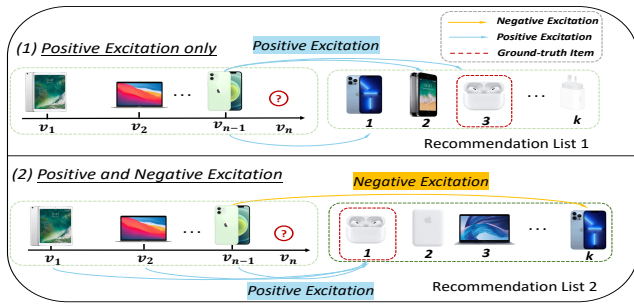 Negative Excitation
Positive Excitation
Ground-truth Item
(1) Positive Excitation only
Positive Excitation
...
?
v1
v2
vn−1
vn
1
2
3
...
k
Recommendation List 1
(2) Positive and Negative Excitation
Negative Excitation
...
?
v1
v2
vn−1
vn
1
2
3
...
k
Positive Excitation
Recommendation List 2